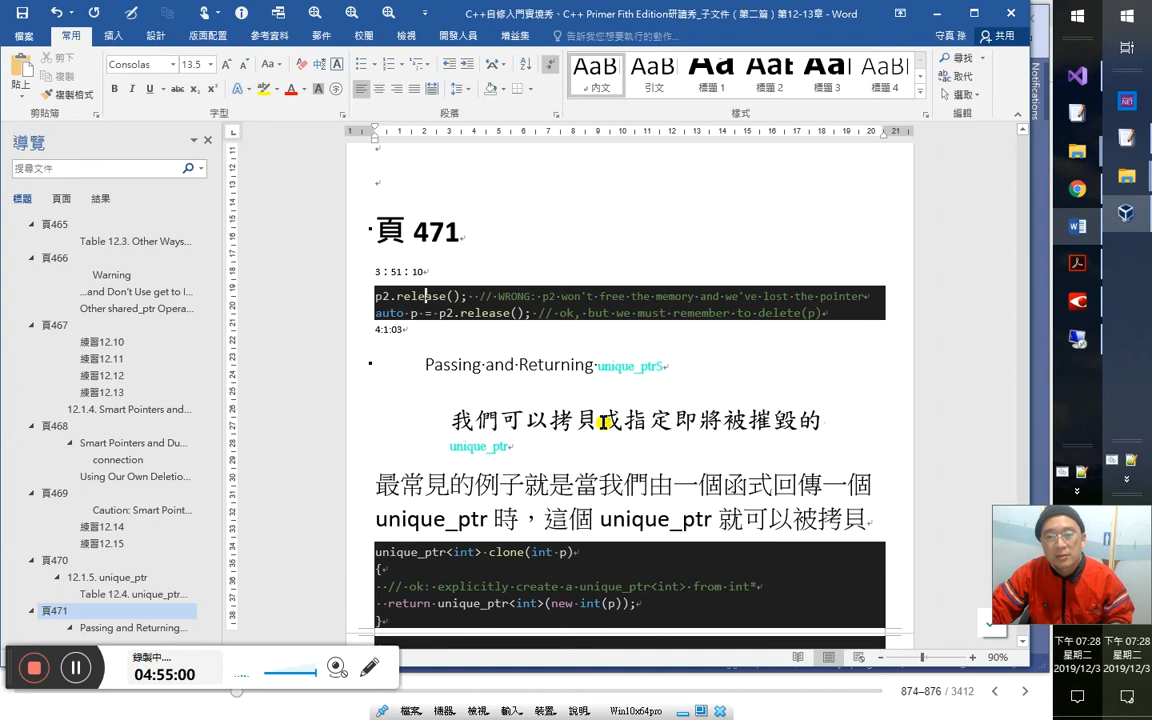 C++自修入門實境秀、C++ Primer Fith Edition研讀秀_子文件（第二篇）第12-13章 - Word
檔案 常用 插入 設計 版面配置 參考資料 郵件 校閱 檢視 開發人員 增益集 告訴我您想要執行的動作... 守真 孫 共用
貼上 剪下 複製 複製格式
Consolas 13.5
AaBl AaBb AaB AaBb AaBl AaBb(
內文 引文 標題 1 標題 2 標題 3 標題 4
尋找 取代 選取
剪貼簿 字型 段落 樣式 編輯
Notifications
導覽
搜尋文件
標題 頁面 結果
頁465
Table 12.3. Other Ways...
頁466
Warning
...and Don't Use get to I...
Other shared_ptr Opera...
頁467
練習12.10
練習12.11
練習12.12
練習12.13
12.1.4. Smart Pointers and...
頁468
Smart Pointers and Du...
connection
Using Our Own Deletio...
頁469
Caution: Smart Point...
練習12.14
練習12.15
頁470
12.1.5. unique_ptr
Table 12.4. unique_ptr...
頁471
Passing and Returning...
頁 471
3：51：10
p2.release(); // WRONG: p2 won't free the memory and we've lost the pointer
auto p = p2.release(); // ok, but we must remember to delete(p)
4:1:03
Passing and Returning unique_ptrS
我們可以拷貝或指定即將被摧毀的
unique_ptr
最常見的例子就是當我們由一個函式回傳一個
unique_ptr 時，這個 unique_ptr 就可以被拷貝
unique_ptr<int> clone(int p)
{
// ok: explicitly create a unique_ptr<int> from int*
return unique_ptr<int>(new int(p));
}
錄製中....
04:55:00
90%
874–876 / 3412
檔案 機器 檢視 輸入 裝置 說明 Win10x64pro
下午 07:28 下午 07:28
星期二 星期二
2019/12/3 2019/12/3